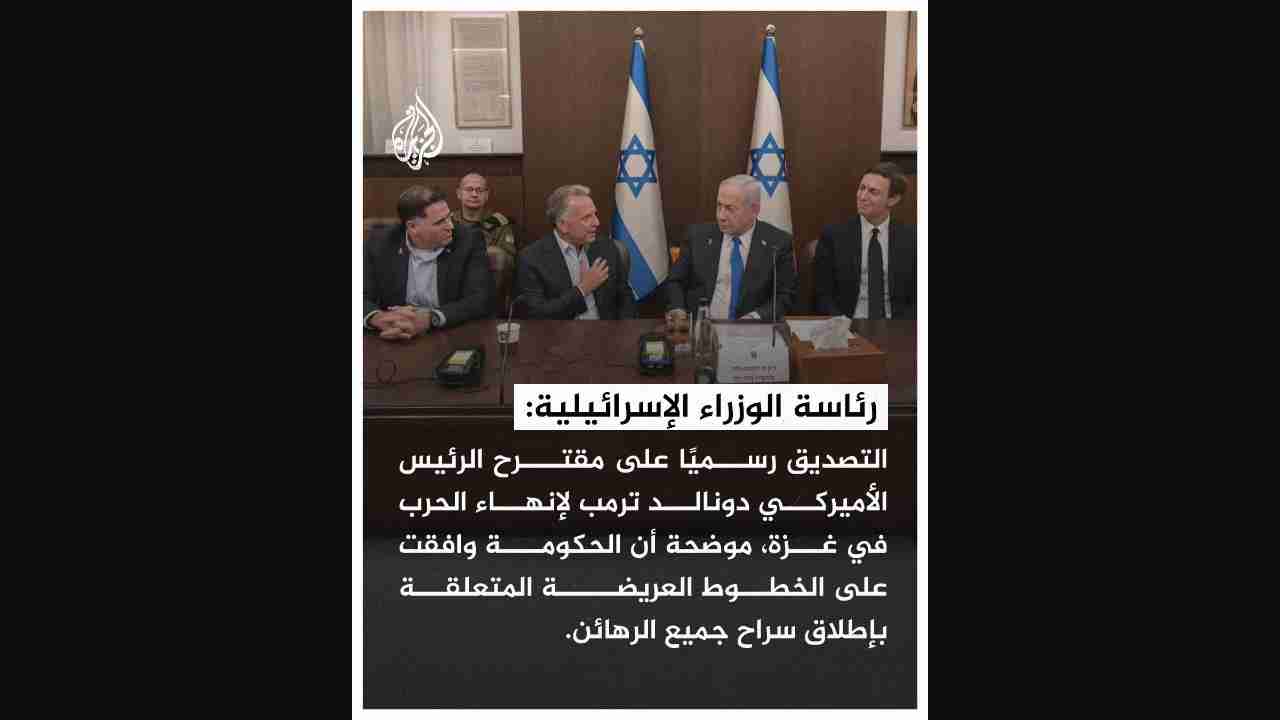 الجزيرة
رئاسة الوزراء الإسرائيلية:
التصديق رسميًا على مقترح الرئيس
الأميركي دونالد ترمب لإنهاء الحرب
في غزة، موضحة أن الحكومة وافقت
على الخطوط العريضة المتعلقة
بإطلاق سراح جميع الرهائن.